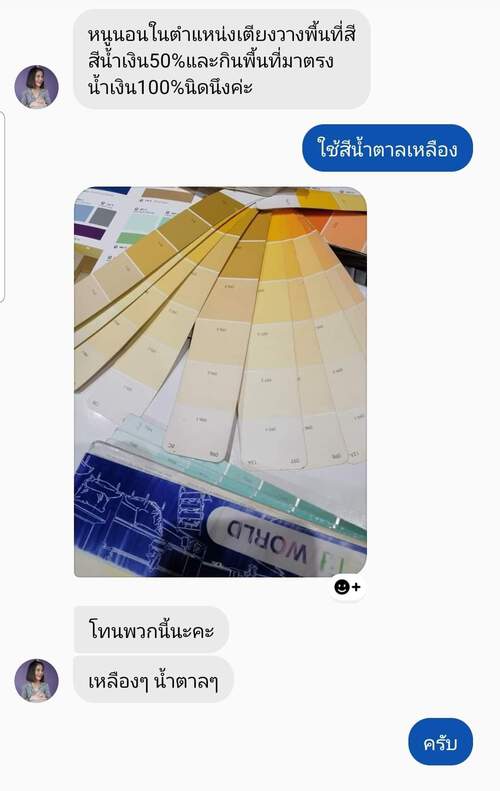 หนูนอนในตำแหน่งเตียงวางพื้นที่สี
สีน้ำเงิน50%และกินพื้นที่มาตรง
น้ำเงิน100%นิดนึงค่ะ
ใช้สีน้ำตาลเหลือง
WORLD
โทนพวกนี้นะคะ
เหลืองๆ น้ำตาลๆ
ครับ